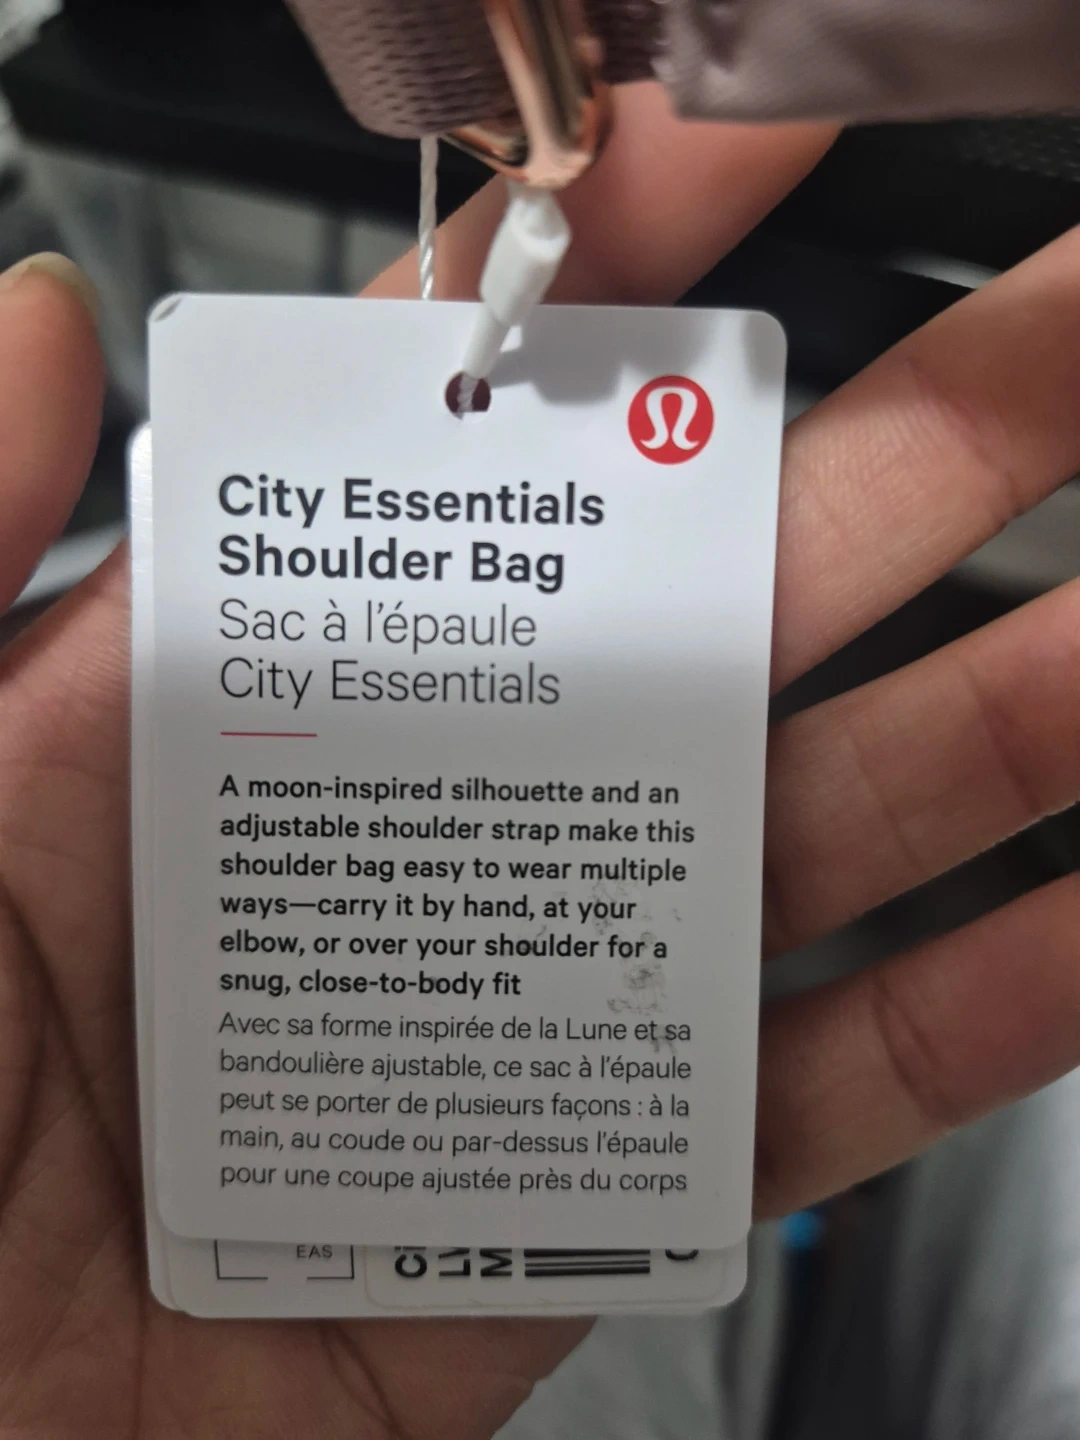 City Essentials
Shoulder Bag
Sac à l'épaule
City Essentials
A moon-inspired silhouette and an
adjustable shoulder strap make this
shoulder bag easy to wear multiple
ways—carry it by hand, at your
elbow, or over your shoulder for a
snug, close-to-body fit
Avec sa forme inspirée de la Lune et sa
bandoulière ajustable, ce sac à l'épaule
peut se porter de plusieurs façons : à la
main, au coude ou par-dessus l'épaule
pour une coupe ajustée près du corps
EAS